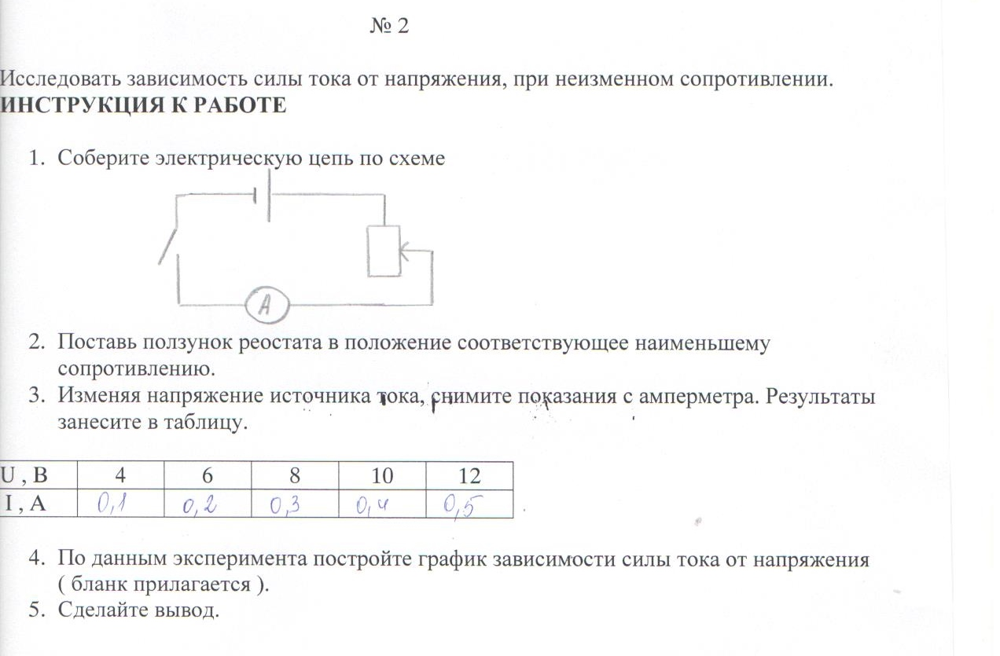 № 2
Исследовать зависимость силы тока от напряжения, при неизменном сопротивлении.
ИНСТРУКЦИЯ К РАБОТЕ
1. Соберите электрическую цепь по схеме
А
2. Поставь ползунок реостата в положение соответствующее наименьшему
сопротивлению.
3. Изменяя напряжение источника тока, снимите показания с амперметра. Результаты
занесите в таблицу.
U , В 4 6 8 10 12
I , А 0,1 0,2 0,3 0,4 0,5
4. По данным эксперимента постройте график зависимости силы тока от напряжения
( бланк прилагается ).
5. Сделайте вывод.